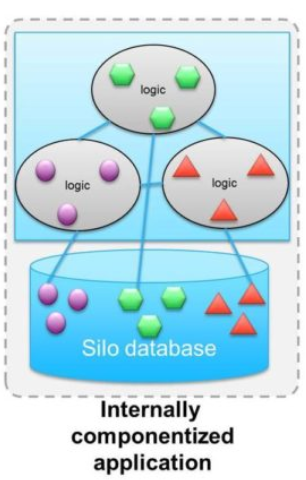 logic
logic
logic
Silo database
Internally
componentized
application